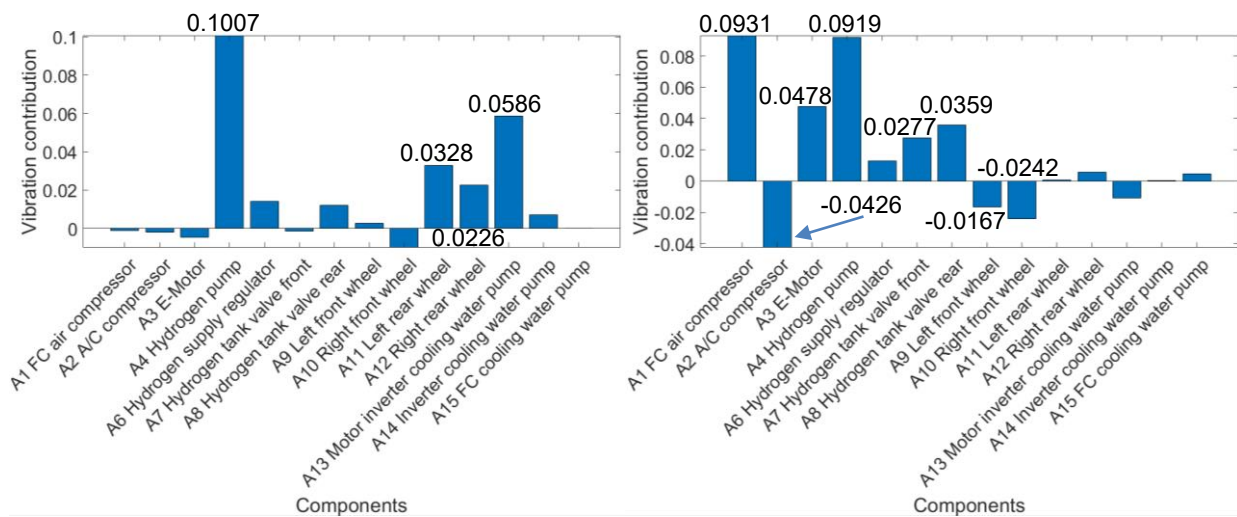 0.1007
0.1
0.08
0.06
0.04
0.02
0
0.0586
0.0328
0.0226
Vibration contribution
A1 FC air compressor
A2 A/C compressor
A3 E-Motor
A4 Hydrogen pump
A6 Hydrogen supply regulator
A7 Hydrogen tank valve front
A8 Hydrogen tank valve rear
A9 Left front wheel
A10 Right front wheel
A11 Left rear wheel
A12 Right rear wheel
A13 Motor inverter cooling water pump
A14 Inverter cooling water pump
A15 FC cooling water pump
Components
0.0931
0.0919
0.08
0.06
0.04
0.02
0
-0.02
-0.04
0.0478
0.0277
0.0359
-0.0242
-0.0426
-0.0167
Vibration contribution
A1 FC air compressor
A2 A/C compressor
A3 E-Motor
A4 Hydrogen pump
A6 Hydrogen supply regulator
A7 Hydrogen tank valve front
A8 Hydrogen tank valve rear
A9 Left front wheel
A10 Right front wheel
A11 Left rear wheel
A12 Right rear wheel
A13 Motor inverter cooling water pump
A14 Inverter cooling water pump
A15 FC cooling water pump
Components